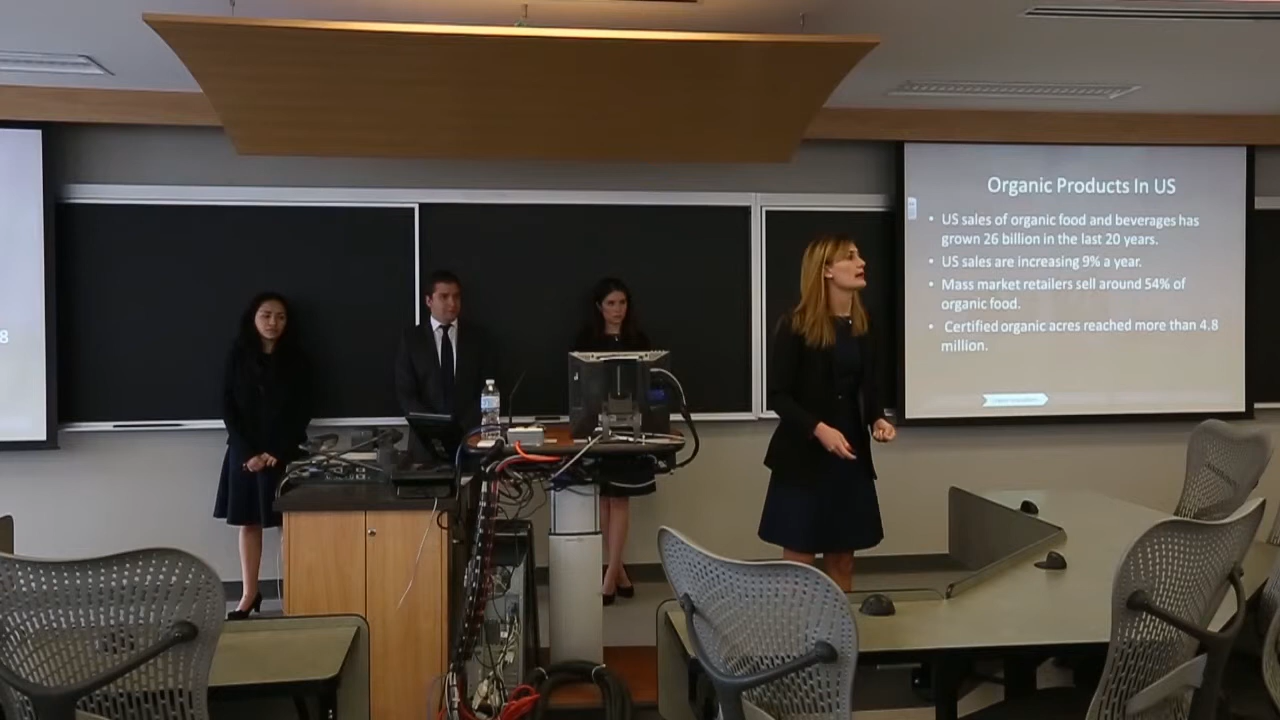 8
Organic Products In US
• US sales of organic food and beverages has
grown 26 billion in the last 20 years.
• US sales are increasing 9% a year.
• Mass market retailers sell around 54% of
organic food.
• Certified organic acres reached more than 4.8
million.